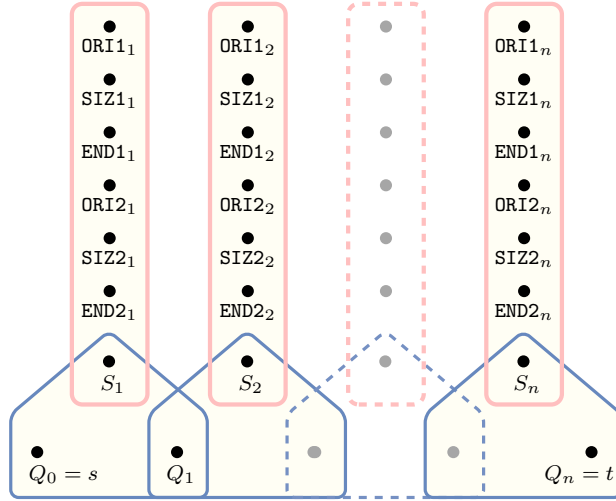 ORI1₁ ORI1₂ ORI1ₙ
SIZ1₁ SIZ1₂ SIZ1ₙ
END1₁ END1₂ END1ₙ
ORI2₁ ORI2₂ ORI2ₙ
SIZ2₁ SIZ2₂ SIZ2ₙ
END2₁ END2₂ END2ₙ
S₁ S₂ Sₙ
Q₀ = s Q₁ Qₙ = t